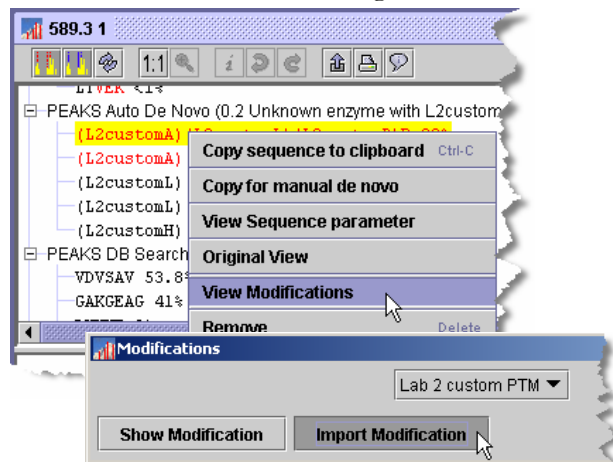 589.3 1
1:1
LIVER <1%
PEAKS Auto De Novo (0.2 Unknown enzyme with L2custom
(L2customA)
(L2customA)
(L2customL)
(L2customL)
(L2customH)
PEAKS DB Search
VDVSAV 53.8%
GAKGEAG 41%
Copy sequence to clipboard Ctrl-C
Copy for manual de novo
View Sequence parameter
Original View
View Modifications
Remove Delete
Modifications
Lab 2 custom PTM
Show Modification Import Modification